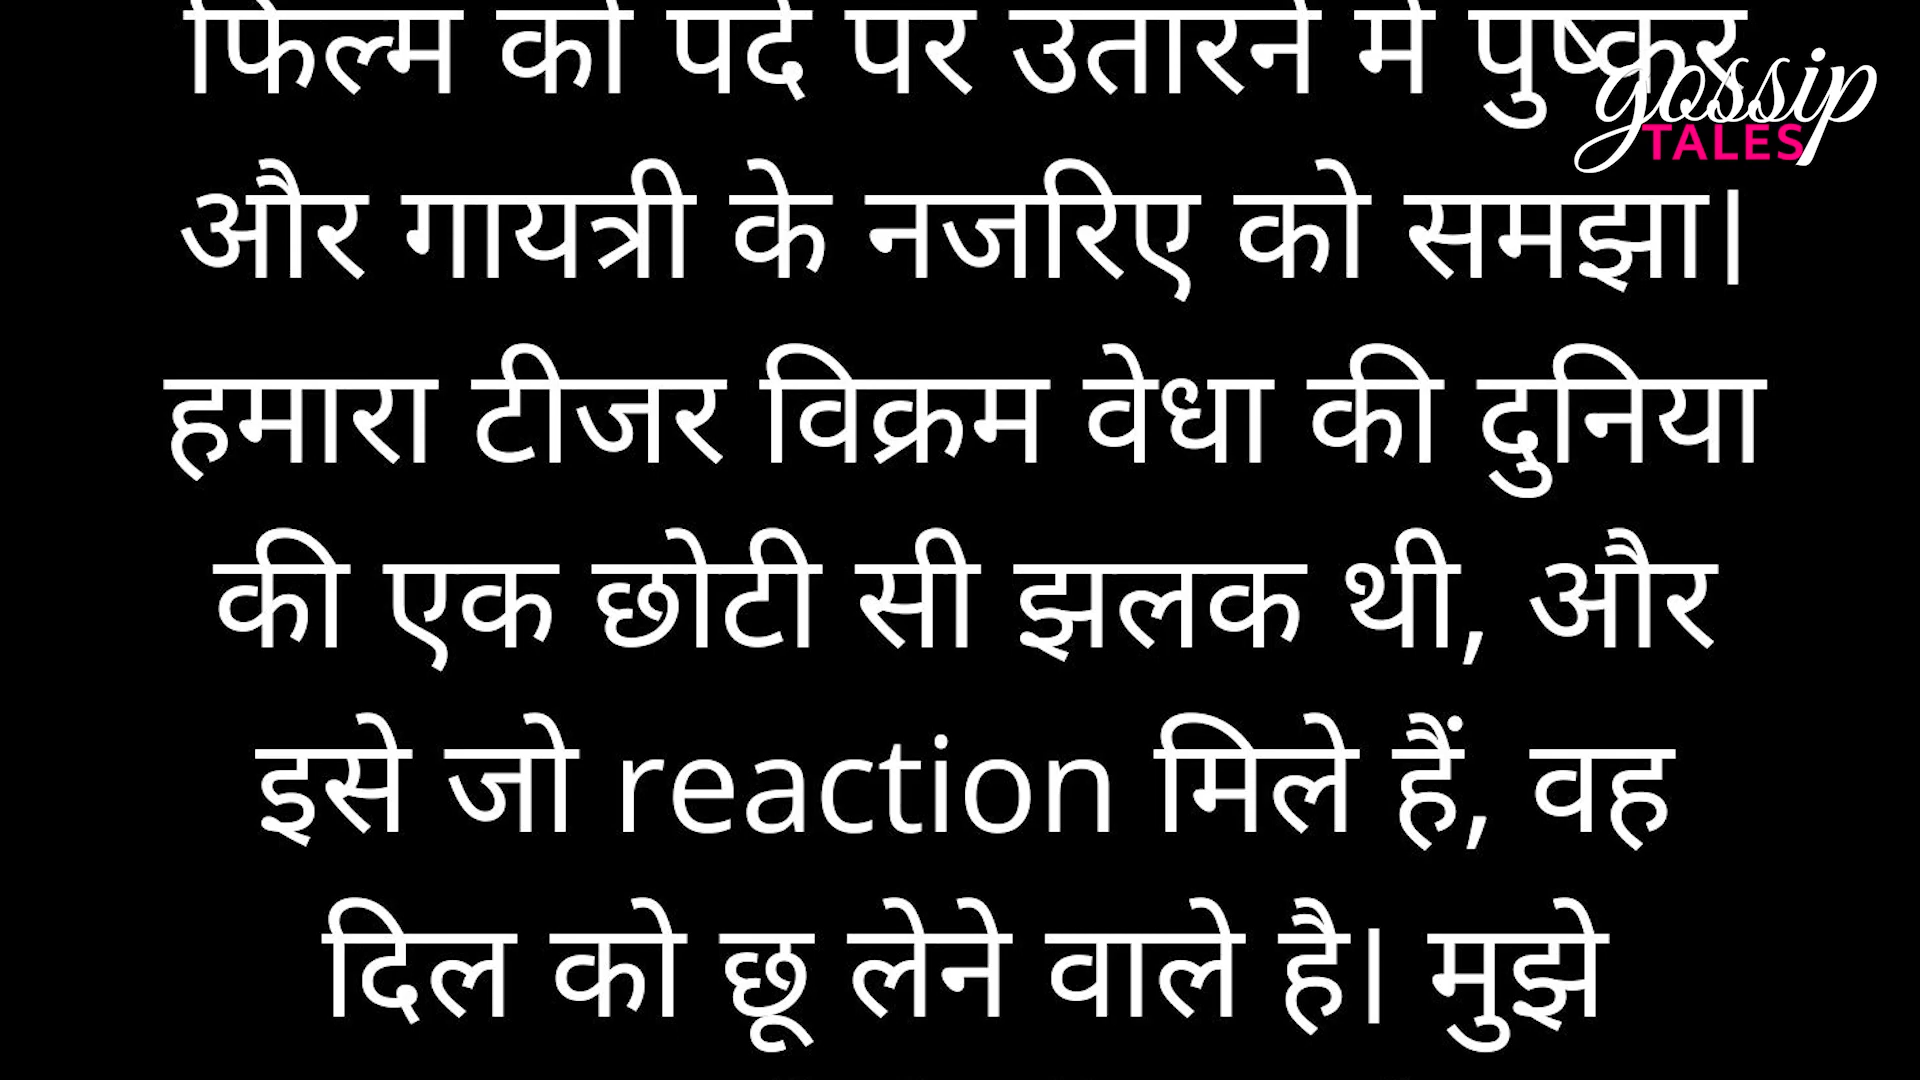 फिल्म को पर्दे पर उतारने में पुष्कर
gossip
TALES
और गायत्री के नजरिए को समझा।
हमारा टीजर विक्रम वेधा की दुनिया
की एक छोटी सी झलक थी, और
इसे जो reaction मिले हैं, वह
दिल को छू लेने वाले है। मुझे